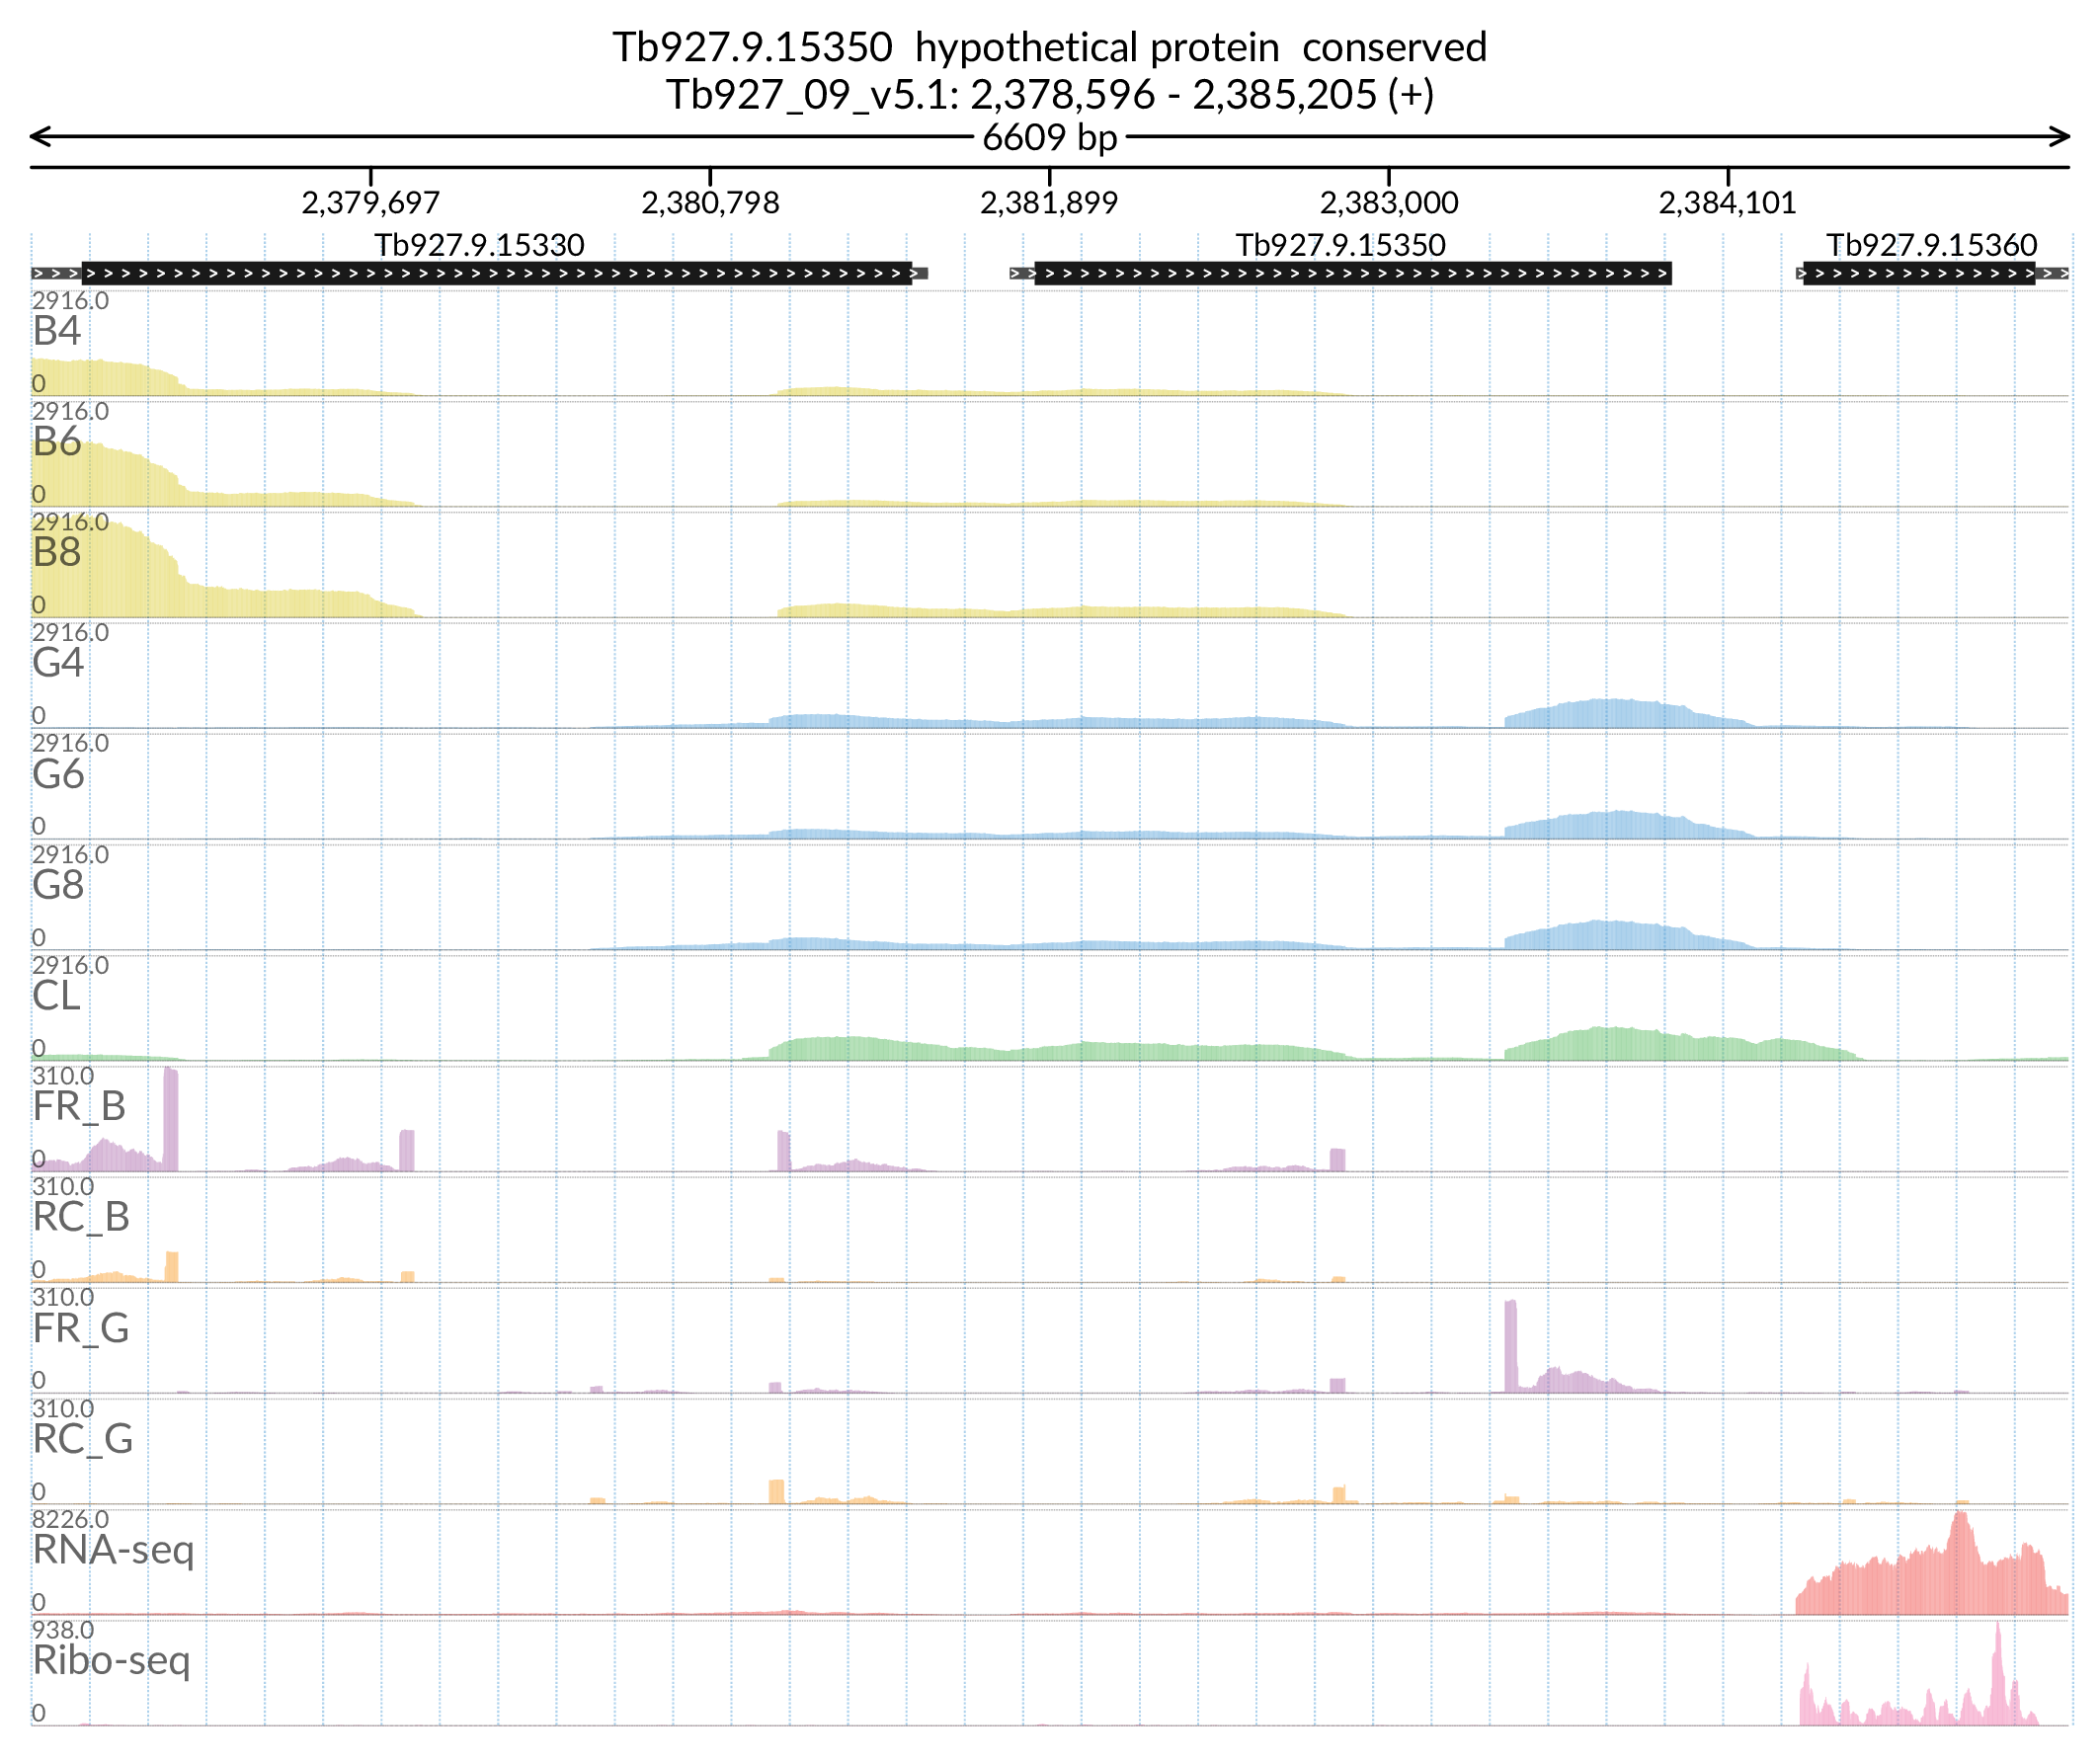 Tb927.9.15350 hypothetical protein conserved
Tb927_09_v5.1: 2,378,596 - 2,385,205 (+)
6609 bp
2,379,697 2,380,798 2,381,899 2,383,000 2,384,101
Tb927.9.15330 Tb927.9.15350 Tb927.9.15360
2916.0
B4
0
2916.0
B6
0
2916.0
B8
0
2916.0
G4
0
2916.0
G6
0
2916.0
G8
0
2916.0
CL
0
310.0
FR_B
0
310.0
RC_B
0
310.0
FR_G
0
310.0
RC_G
0
8226.0
RNA-seq
0
938.0
Ribo-seq
0